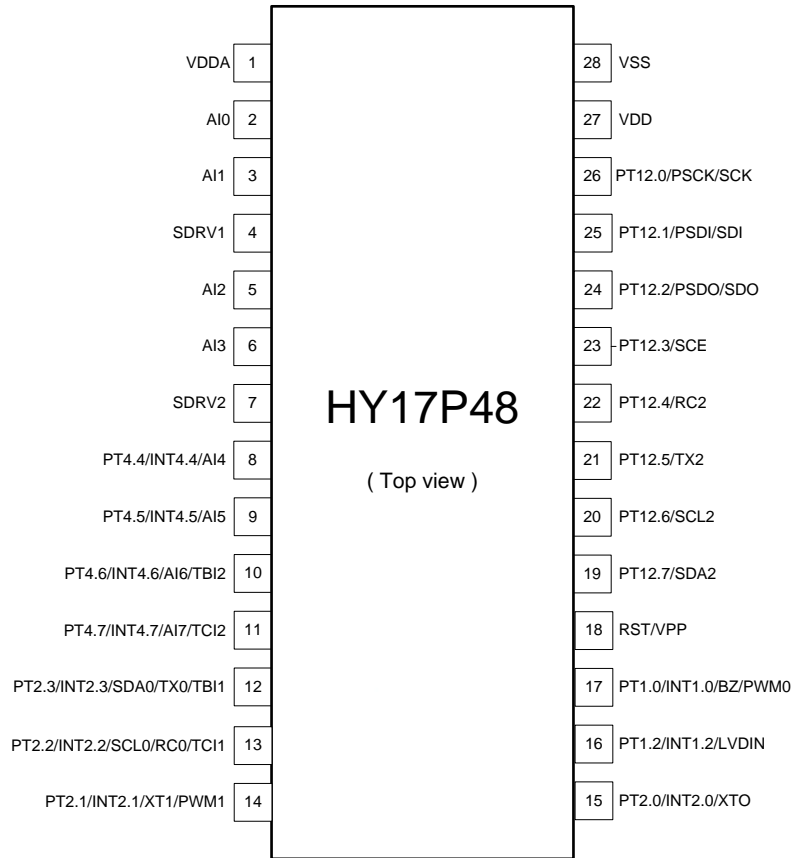 HY17P48
( Top view )
VDDA 1
AI0 2
AI1 3
SDRV1 4
AI2 5
AI3 6
SDRV2 7
PT4.4/INT4.4/AI4 8
PT4.5/INT4.5/AI5 9
PT4.6/INT4.6/AI6/TBI2 10
PT4.7/INT4.7/AI7/TCI2 11
PT2.3/INT2.3/SDA0/TX0/TBI1 12
PT2.2/INT2.2/SCL0/RC0/TCI1 13
PT2.1/INT2.1/XT1/PWM1 14
28 VSS
27 VDD
26 PT12.0/PSCK/SCK
25 PT12.1/PSDI/SDI
24 PT12.2/PSDO/SDO
23 PT12.3/SCE
22 PT12.4/RC2
21 PT12.5/TX2
20 PT12.6/SCL2
19 PT12.7/SDA2
18 RST/VPP
17 PT1.0/INT1.0/BZ/PWM0
16 PT1.2/INT1.2/LVDIN
15 PT2.0/INT2.0/XTO